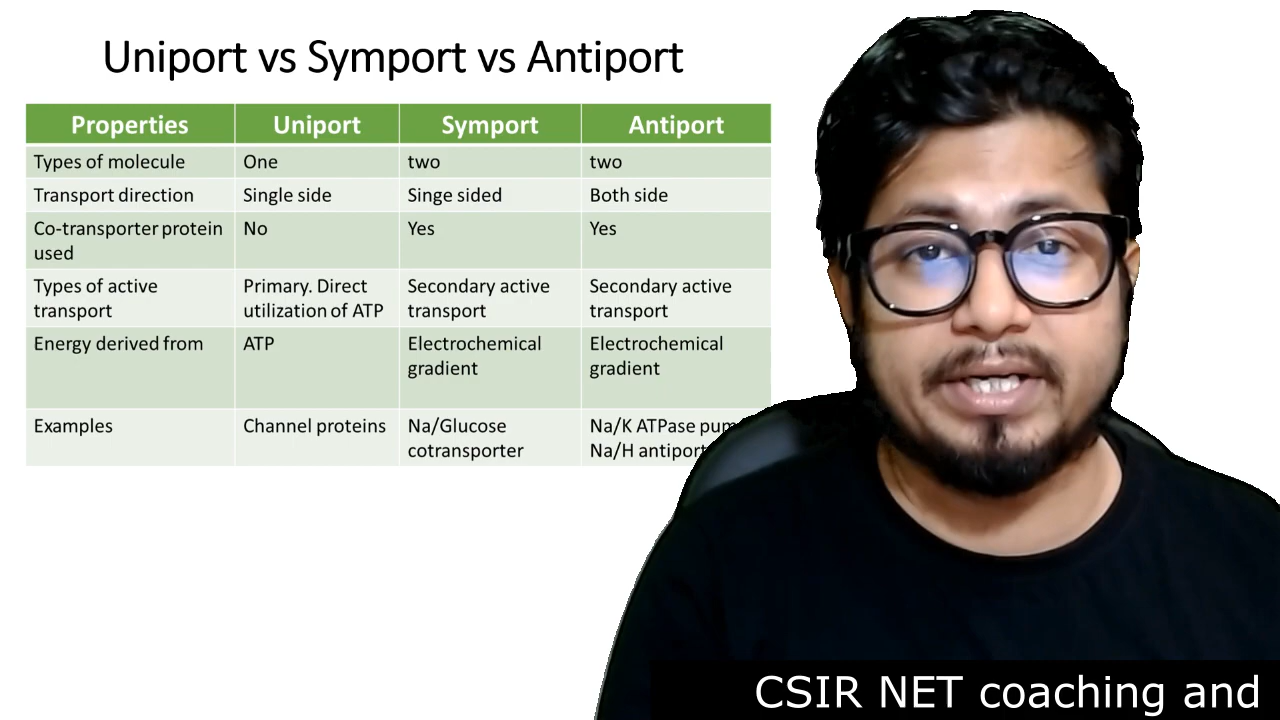 Uniport vs Symport vs Antiport
Properties Uniport Symport Antiport
Types of molecule One two two
Transport direction Single side Singe sided Both side
Co-transporter protein No Yes Yes
used
Types of active Primary. Direct Secondary active Secondary active
transport utilization of ATP transport transport
Energy derived from ATP Electrochemical Electrochemical
gradient gradient
Examples Channel proteins Na/Glucose Na/K ATPase
cotransporter Na/H
CSIR NET coaching and